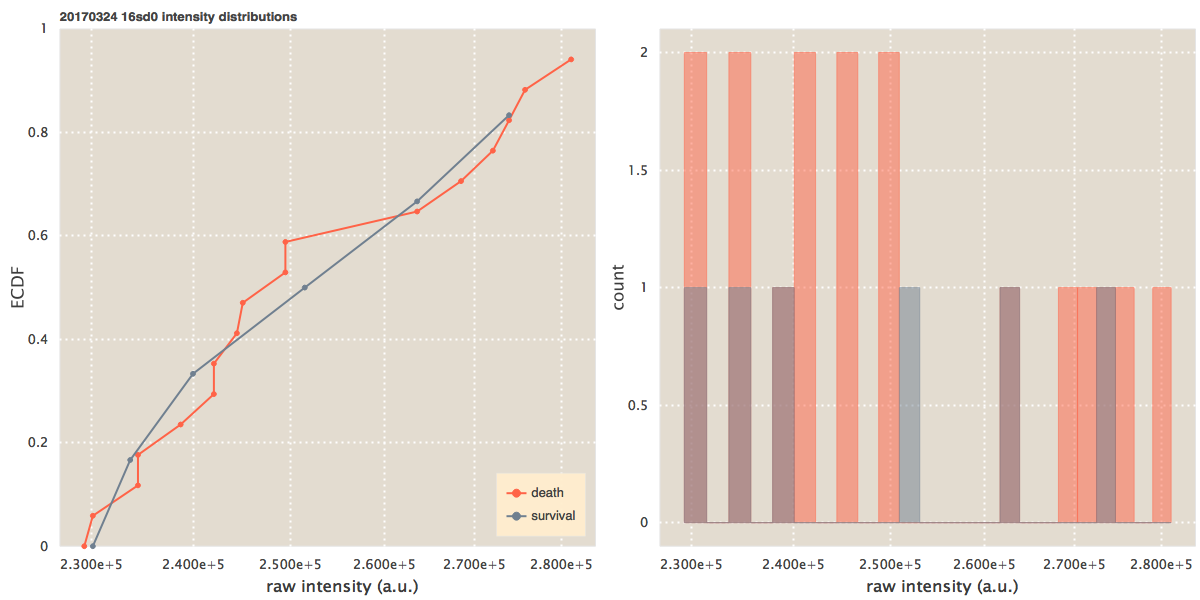 20170324 16sd0 intensity distributions
1
0.8
0.6
0.4
0.2
0
ECDF
2.300e+5 2.400e+5 2.500e+5 2.600e+5 2.700e+5 2.800e+5
raw intensity (a.u.)
death
survival
2
1.5
1
0.5
0
count
2.300e+5 2.400e+5 2.500e+5 2.600e+5 2.700e+5 2.800e+5
raw intensity (a.u.)